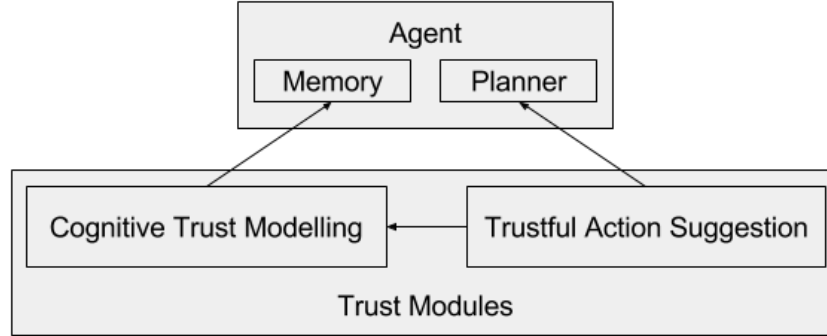 Agent
Memory
Planner
Cognitive Trust Modelling
Trustful Action Suggestion
Trust Modules